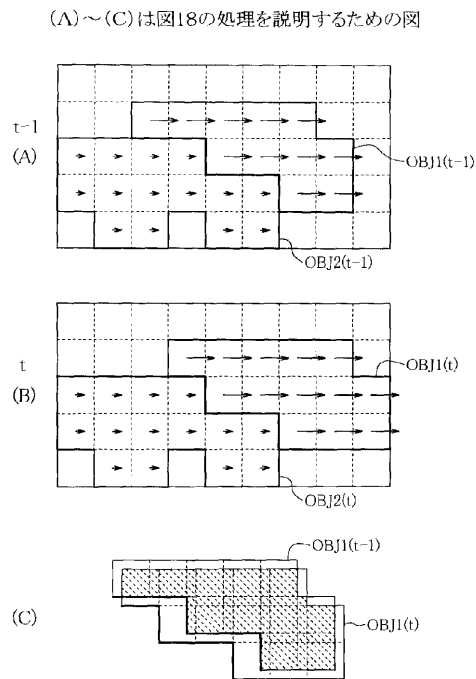 (A)～(C)は図18の処理を説明するための図
t-1
(A)
OBJ1(t-1)
OBJ2(t-1)
t
(B)
OBJ1(t)
OBJ2(t)
(C)
OBJ1(t-1)
OBJ1(t)